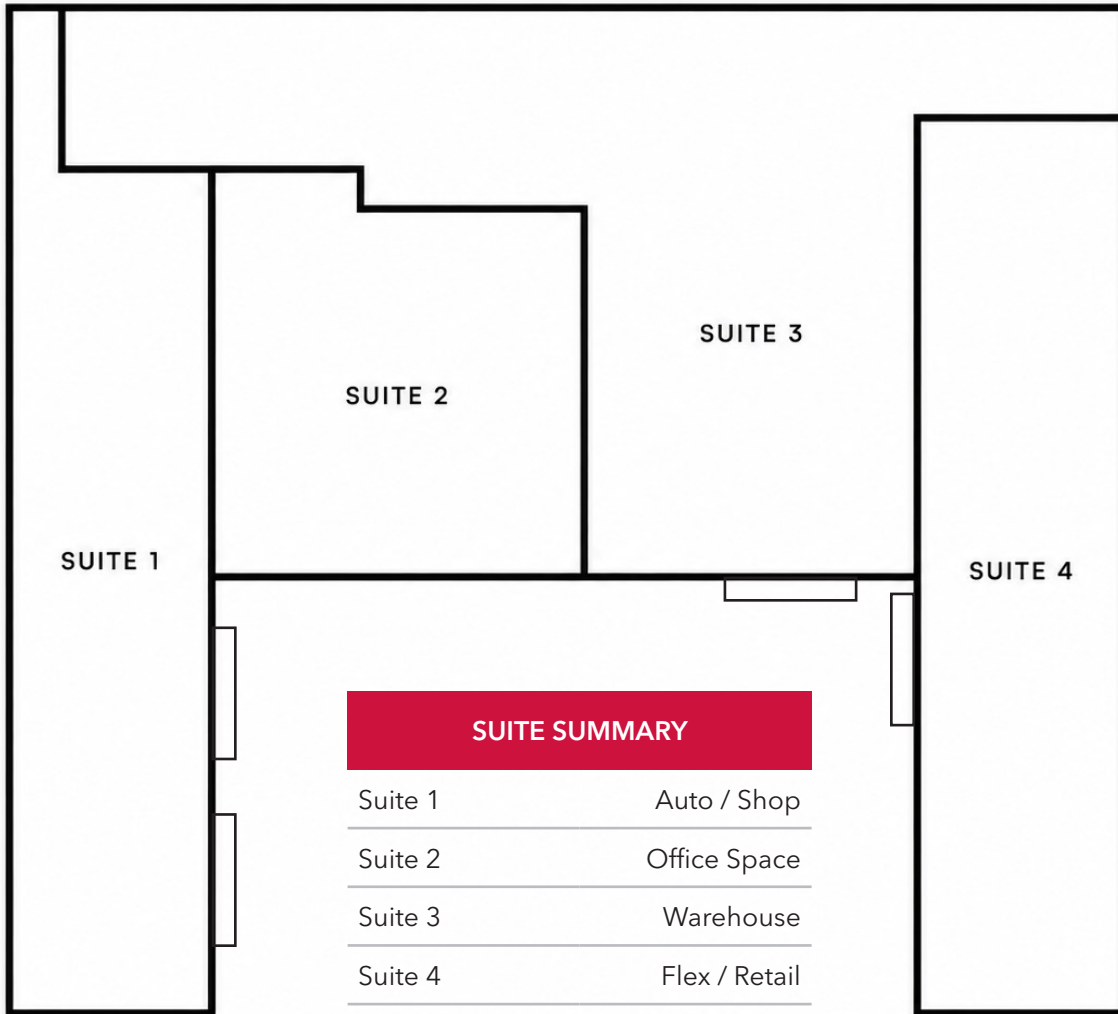 SUITE 3
SUITE 2
SUITE 1
SUITE 4
SUITE SUMMARY
Suite 1 Auto / Shop
Suite 2 Office Space
Suite 3 Warehouse
Suite 4 Flex / Retail